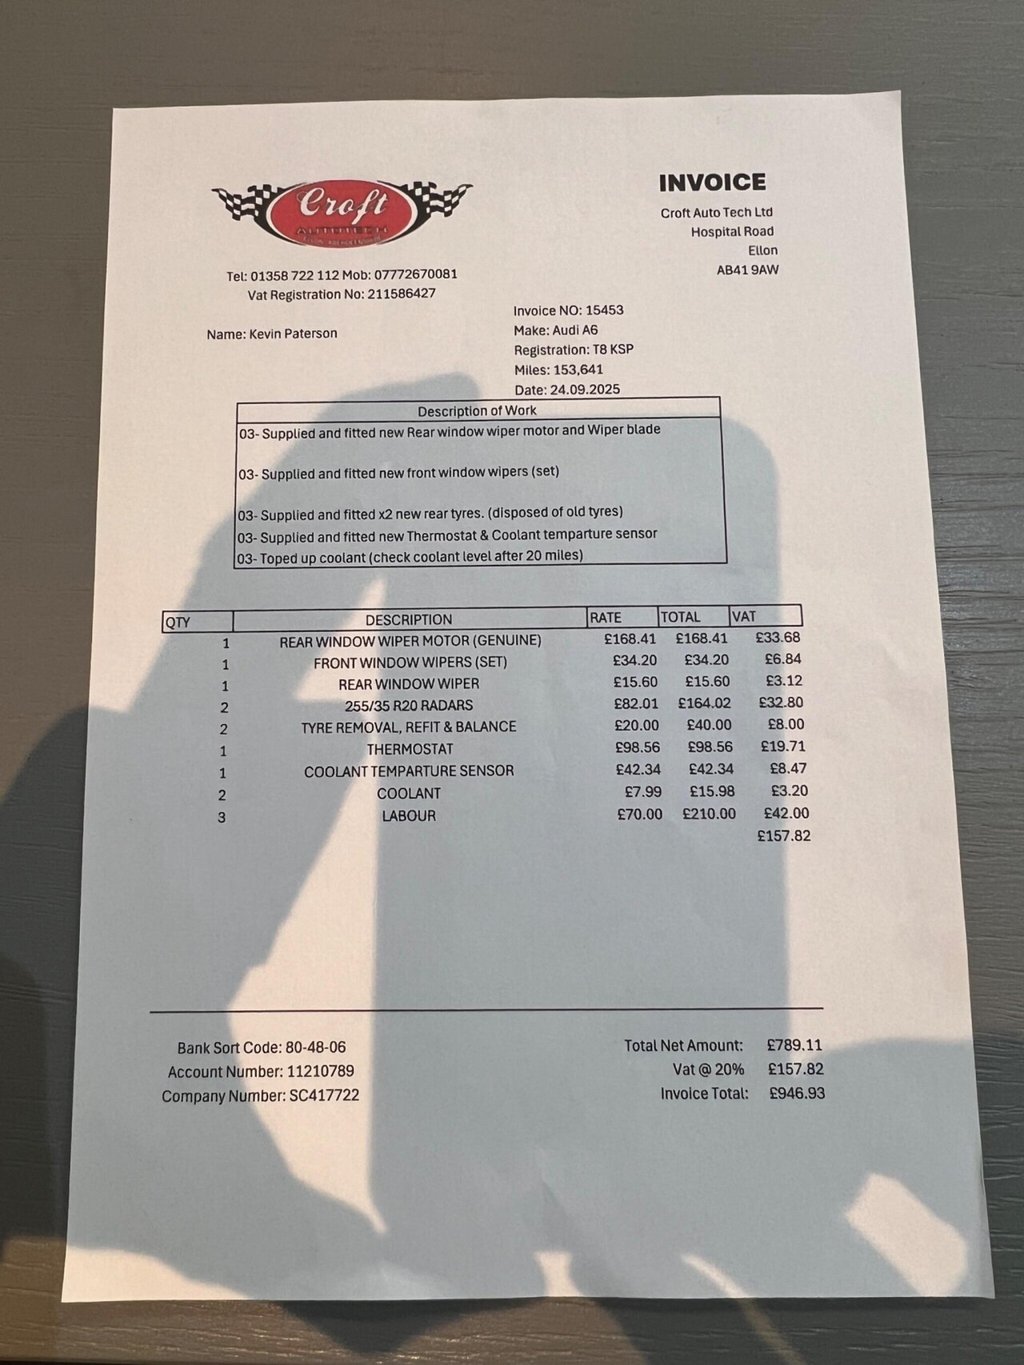 Croft
AUTOTECH
INVOICE
Croft Auto Tech Ltd
Hospital Road
Ellon
AB41 9AW
Tel: 01358 722 112 Mob: 07772670081
Vat Registration No: 211586427
Name: Kevin Paterson
Invoice NO: 15453
Make: Audi A6
Registration: T8 KSP
Miles: 153,641
Date: 24.09.2025
Description of Work
03- Supplied and fitted new Rear window wiper motor and Wiper blade
03- Supplied and fitted new front window wipers (set)
03- Supplied and fitted x2 new rear tyres. (disposed of old tyres)
03- Supplied and fitted new Thermostat & Coolant temparture sensor
03- Toped up coolant (check coolant level after 20 miles)
QTY DESCRIPTION RATE TOTAL VAT
1 REAR WINDOW WIPER MOTOR (GENUINE) £168.41 £168.41 £33.68
1 FRONT WINDOW WIPERS (SET) £34.20 £34.20 £6.84
1 REAR WINDOW WIPER £15.60 £15.60 £3.12
2 255/35 R20 RADARS £82.01 £164.02 £32.80
2 TYRE REMOVAL, REFIT & BALANCE £20.00 £40.00 £8.00
1 THERMOSTAT £98.56 £98.56 £19.71
1 COOLANT TEMPARTURE SENSOR £42.34 £42.34 £8.47
2 COOLANT £7.99 £15.98 £3.20
3 LABOUR £70.00 £210.00 £42.00
£157.82
Bank Sort Code: 80-48-06
Account Number: 11210789
Company Number: SC417722
Total Net Amount: £789.11
Vat @ 20% £157.82
Invoice Total: £946.93